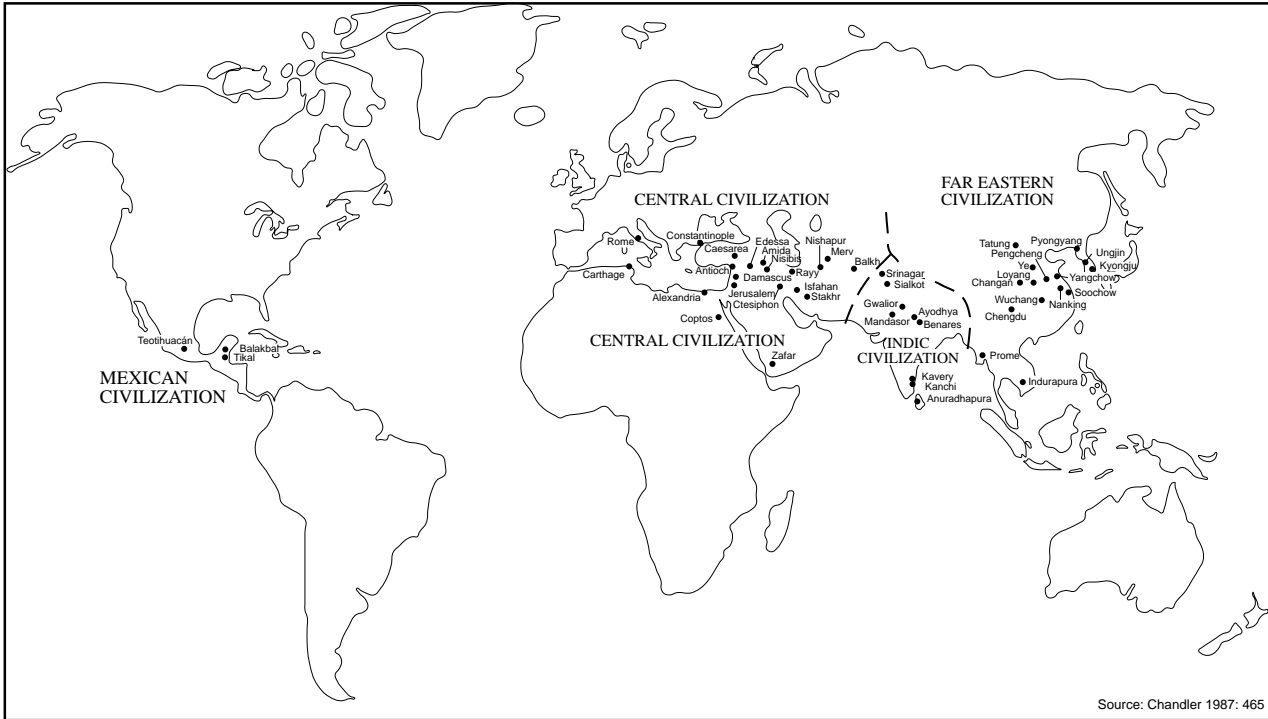 FAR EASTERN
CIVILIZATION
CENTRAL CIVILIZATION
Rome
Constantinople
Caesarea
Edessa
Amida
Nisibis
Nishapur
Merv
Balkh
Carthage
Antioch
Damascus
Rayy
Alexandria
Jerusalem
Ctesiphon
Isfahan
Stakhr
Coptos
CENTRAL CIVILIZATION
Zafar
Srinagar
Sialkot
Gwalior
Mandasor
Ayodhya
Benares
INDIC
CIVILIZATION
Kavery
Kanchi
Anuradhapura
Tatung
Pengcheng
Ye
Loyang
Changan
Wuchang
Chengdu
Pyongyang
Ungjin
Kyongju
Yangchow
Soochow
Nanking
Prome
Indurapura
Teotihuacán
Balakbal
Tikal
MEXICAN
CIVILIZATION
Source: Chandler 1987: 465